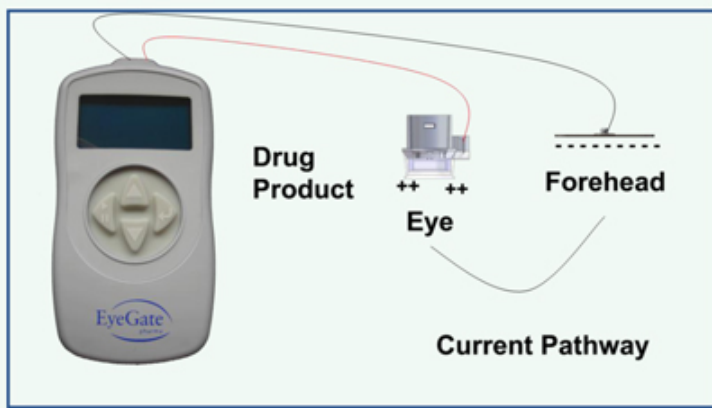 Drug
Product
++ ++
Eye
Forehead
Current Pathway
EyeGate
pharma